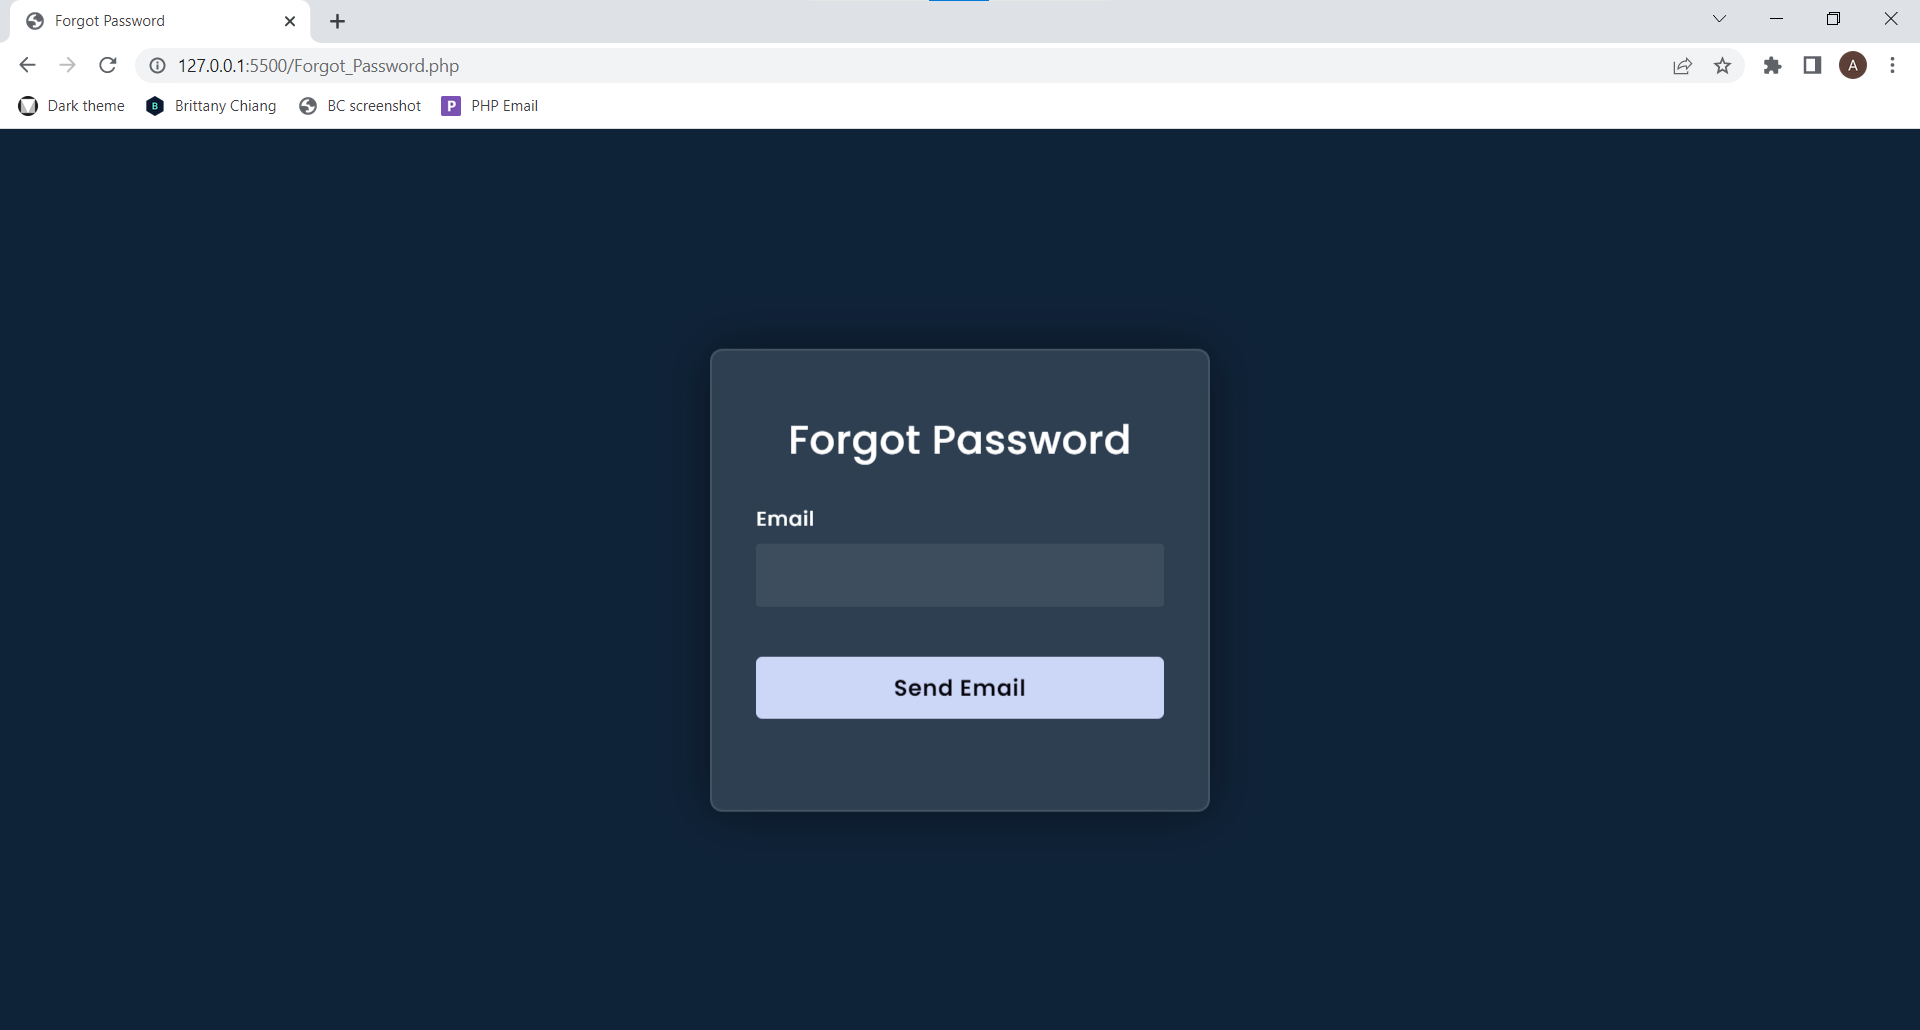 Forgot Password
127.0.0.1:5500/Forgot_Password.php
A
Dark theme
B Brittany Chiang
BC screenshot
P PHP Email
Forgot Password
Email
Send Email